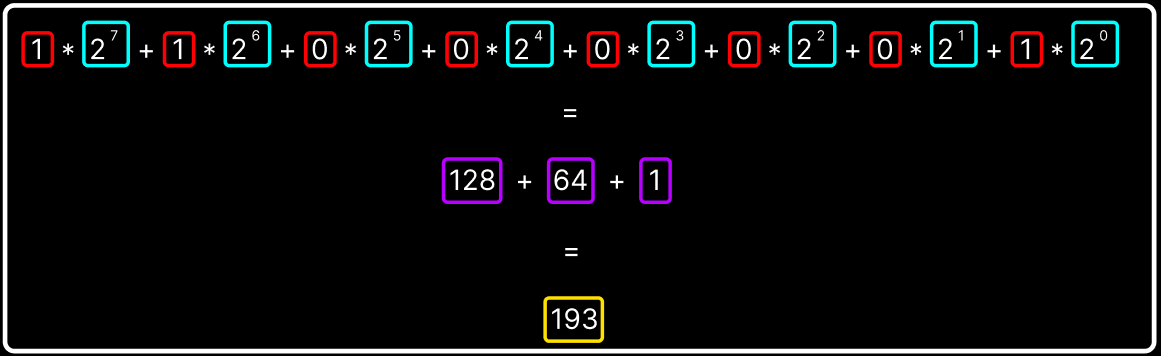 1 * 2⁷ + 1 * 2⁶ + 0 * 2⁵ + 0 * 2⁴ + 0 * 2³ + 0 * 2² + 0 * 2¹ + 1 * 2⁰
=
128 + 64 + 1
=
193